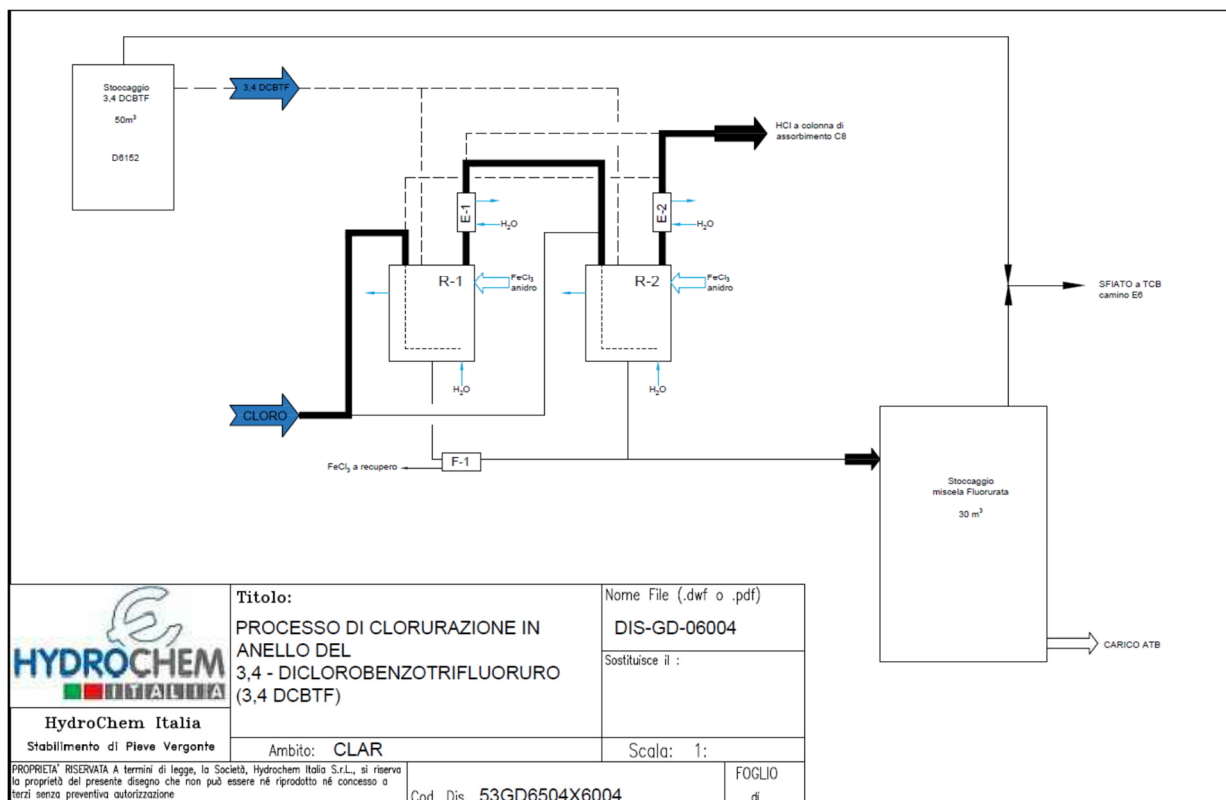 Stoccaggio
3,4 DCBTF
50m³
D6152
3,4 DCBTF
HCl a colonna di
assorbimento C8
E-1
H₂O
E-2
H₂O
R-1
FeCl₃
anidro
R-2
FeCl₃
anidro
H₂O
H₂O
SFIATO a TCB
camino E6
CLORO
F-1
FeCl₃ a recupero
Stoccaggio
miscela Fluorurata
30 m³
CARICO ATB
HYDROCHEM
ITALIA
HydroChem Italia
Stabilimento di Pieve Vergonte
Titolo:
PROCESSO DI CLORURAZIONE IN
ANELLO DEL
3,4 - DICLOROBENZOTRIFLUORURO
(3,4 DCBTF)
Nome File (.dwf o .pdf)
DIS-GD-06004
Sostituisce il :
Ambito: CLAR
Scala: 1:
PROPRIETA' RISERVATA A termini di legge, la Società, Hydrochem Italia S.r.L., si riserva
la proprietà del presente disegno che non può essere né riprodotto né concesso a
terzi senza preventiva autorizzazione
Cod. Dis. 53GD6504X6004
FOGLIO
di